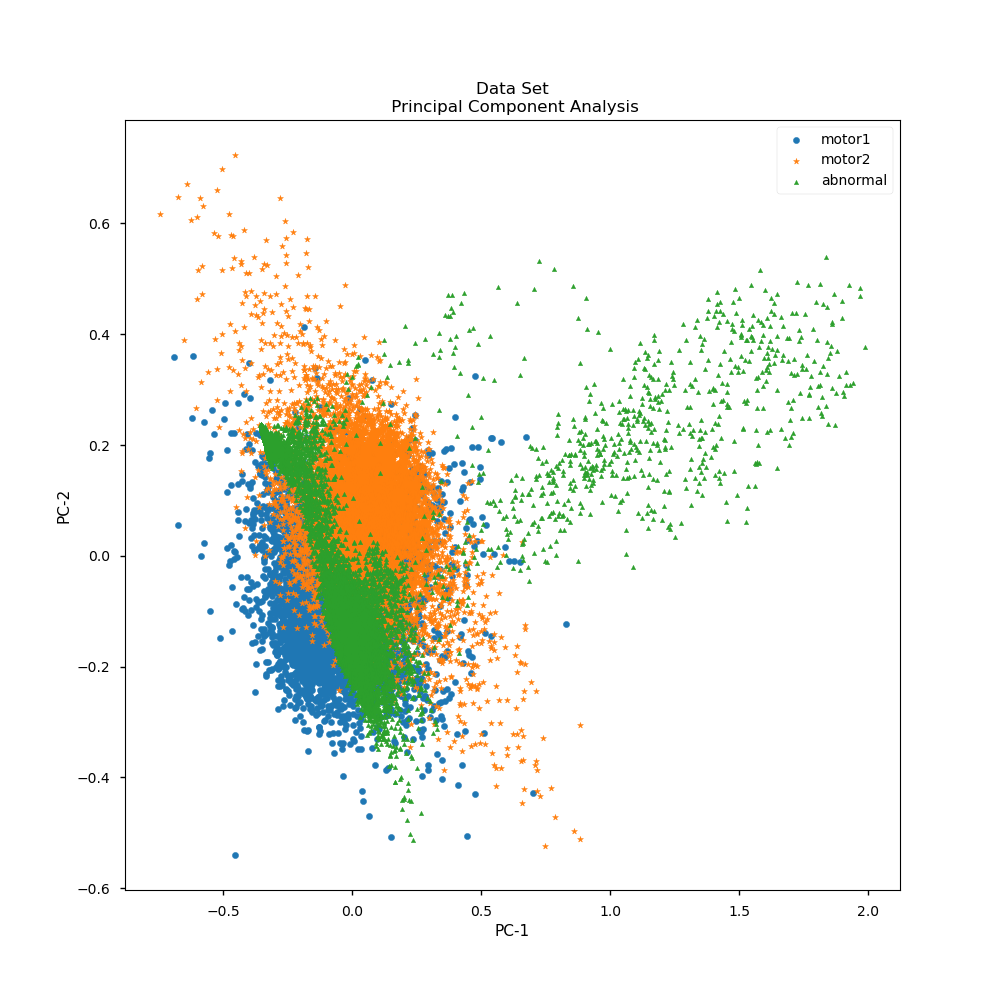 Data Set
Principal Component Analysis
motor1
motor2
abnormal
0.6
0.4
0.2
0.0
−0.2
−0.4
−0.6
PC-2
−0.5
0.0
0.5
1.0
1.5
2.0
PC-1